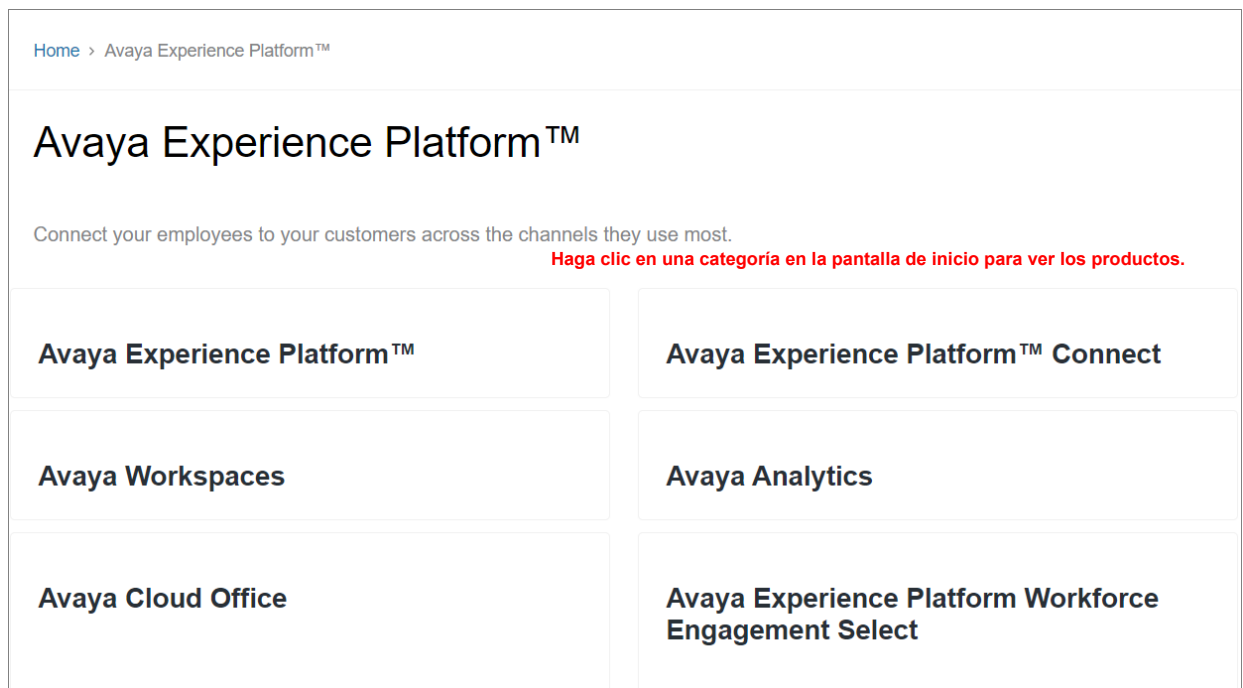 Home › Avaya Experience Platform™
Avaya Experience Platform™
Connect your employees to your customers across the channels they use most.
Haga clic en una categoría en la pantalla de inicio para ver los productos.
Avaya Experience Platform™
Avaya Experience Platform™ Connect
Avaya Workspaces
Avaya Analytics
Avaya Cloud Office
Avaya Experience Platform Workforce
Engagement Select